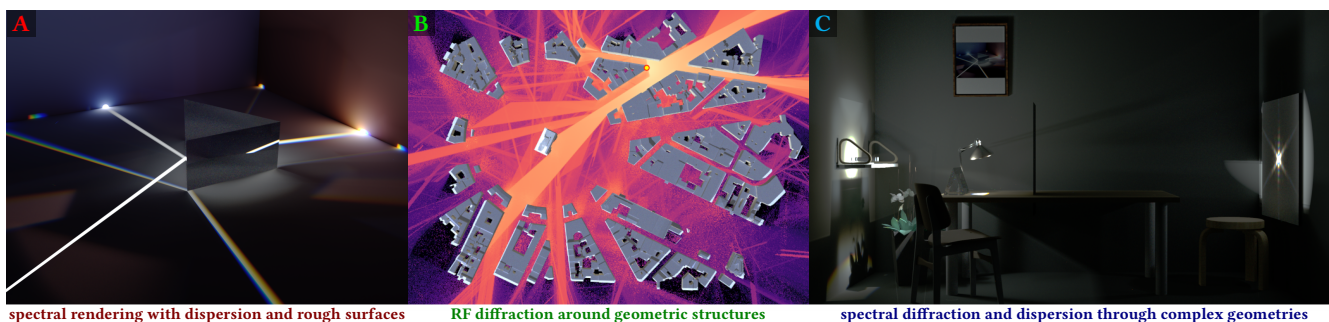 A
B
C
spectral rendering with dispersion and rough surfaces
RF diffraction around geometric structures
spectral diffraction and dispersion through complex geometries